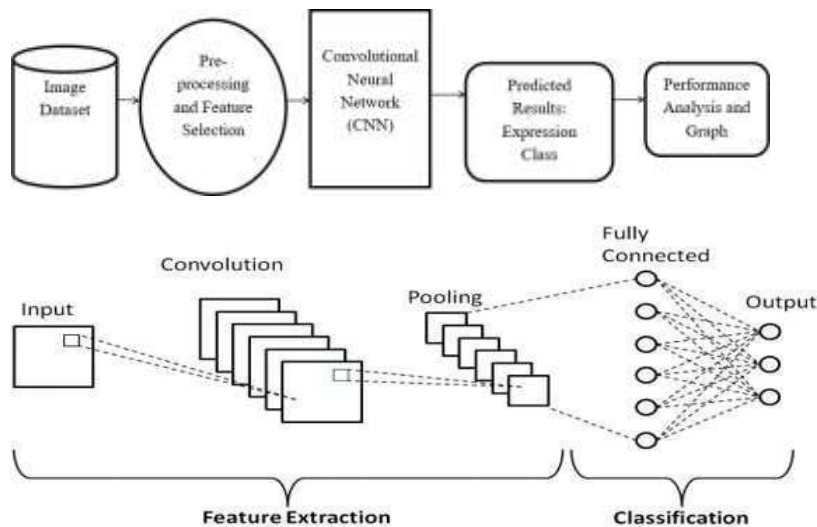 Image
Dataset
Pre-
processing
and Feature
Selection
Convolutional
Neural
Network
(CNN)
Predicted
Results:
Expression
Class
Performance
Analysis and
Graph
Input
Convolution
Pooling
Fully
Connected
Output
Feature Extraction
Classification